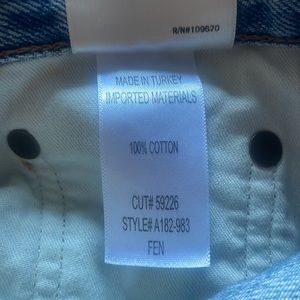 R/N#109670
MADE IN TURKEY
IMPORTED MATERIALS
100% COTTON
CUT# 59226
STYLE# A182-983
FEN